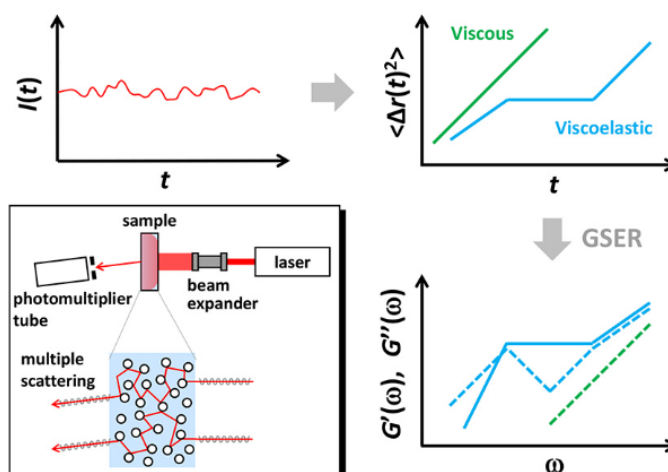 I(t)
t
<Δr(t)²>
Viscous
Viscoelastic
t
GSER
sample
photomultiplier
tube
beam
expander
laser
multiple
scattering
G'(ω), G''(ω)
ω